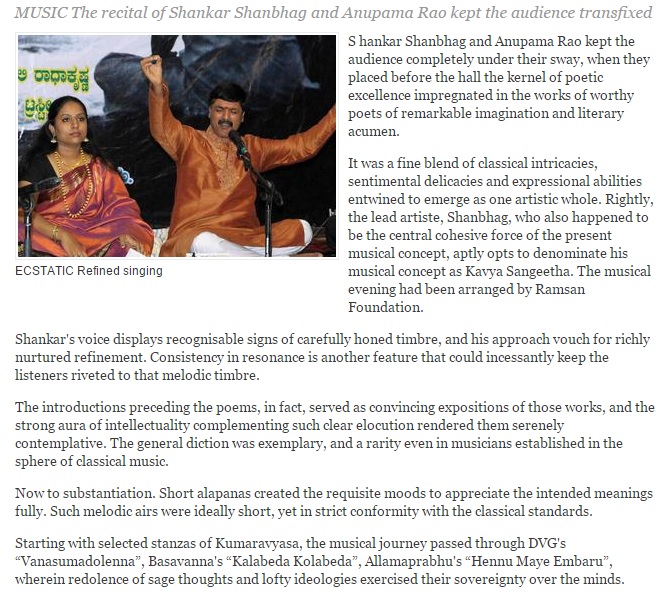 MUSIC The recital of Shankar Shanbhag and Anupama Rao kept the audience transfixed
ಲಿ ರಾಧಾಕೃಷ್ಣ
ಟ್ರಸ್ಟೀ
ECSTATIC Refined singing
S hankar Shanbhag and Anupama Rao kept the
audience completely under their sway, when they
placed before the hall the kernel of poetic
excellence impregnated in the works of worthy
poets of remarkable imagination and literary
acumen.
It was a fine blend of classical intricacies,
sentimental delicacies and expressional abilities
entwined to emerge as one artistic whole. Rightly,
the lead artiste, Shanbhag, who also happened to
be the central cohesive force of the present
musical concept, aptly opts to denominate his
musical concept as Kavya Sangeetha. The musical
evening had been arranged by Ramsan
Foundation.
Shankar's voice displays recognisable signs of carefully honed timbre, and his approach vouch for richly
nurtured refinement. Consistency in resonance is another feature that could incessantly keep the
listeners riveted to that melodic timbre.
The introductions preceding the poems, in fact, served as convincing expositions of those works, and the
strong aura of intellectuality complementing such clear elocution rendered them serenely
contemplative. The general diction was exemplary, and a rarity even in musicians established in the
sphere of classical music.
Now to substantiation. Short alapanas created the requisite moods to appreciate the intended meanings
fully. Such melodic airs were ideally short, yet in strict conformity with the classical standards.
Starting with selected stanzas of Kumaravyasa, the musical journey passed through DVG's
“Vanasumadolenna”, Basavanna's “Kalabeda Kolabeda”, Allamaprabhu's “Hennu Maye Embaru”,
wherein redolence of sage thoughts and lofty ideologies exercised their sovereignty over the minds.